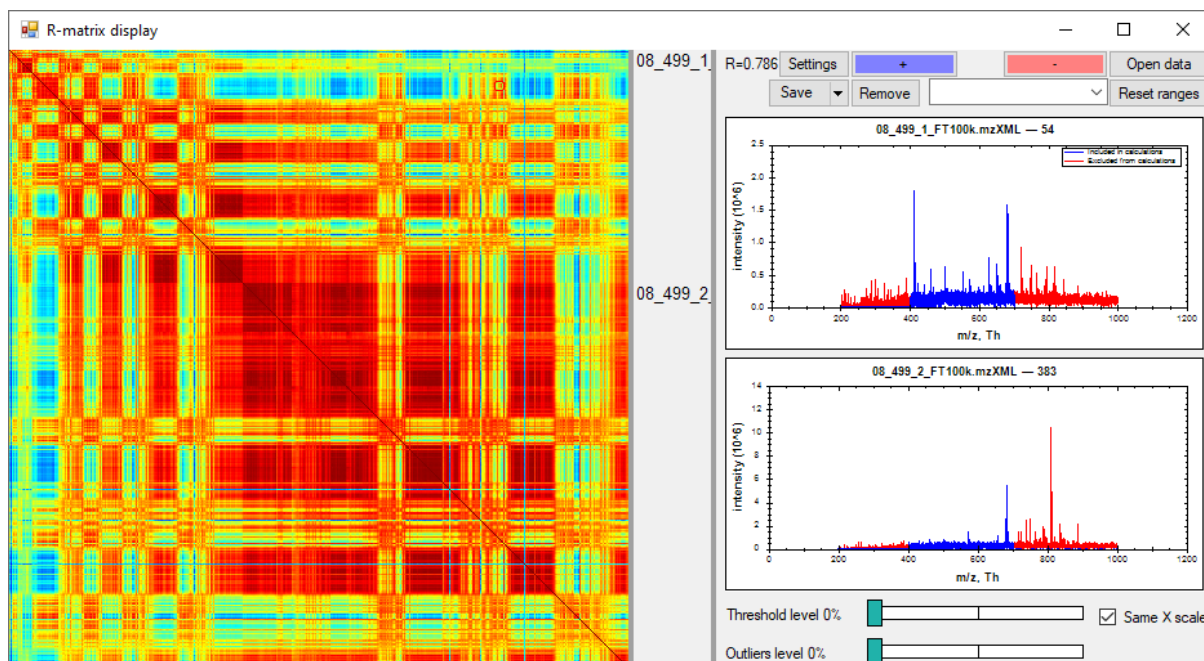 R-matrix display
08_499_1_
08_499_2_
R=0.786 Settings + - Open data
Save Remove Reset ranges
08_499_1_FT100k.mzXML — 54
Included in calculations
Excluded from calculations
intensity (10^6)
2.5
2.0
1.5
1.0
0.5
0.0
0 200 400 600 800 1000 1200
m/z, Th
08_499_2_FT100k.mzXML — 383
intensity (10^6)
14
12
10
8
6
4
2
0
0 200 400 600 800 1000 1200
m/z, Th
Threshold level 0% Same X scale
Outliers level 0%